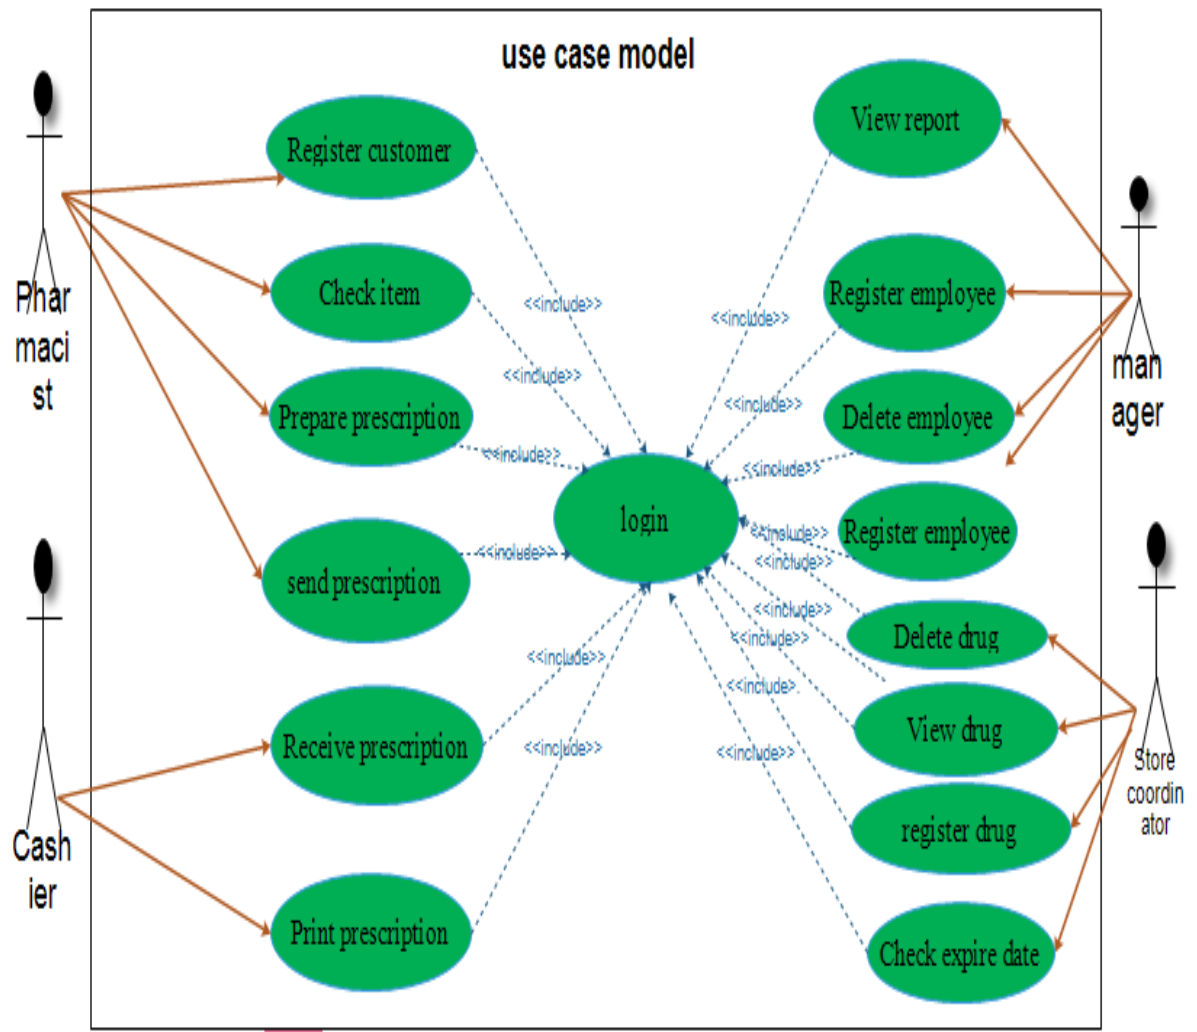 use case model
Phar
maci
st
Cash
ier
Register customer
Check item
Prepare prescription
send prescription
Receive prescription
Print prescription
<<include>>
<<include>>
<<include>>
<<include>>
<<include>>
<<include>>
login
<<include>>
<<include>>
<<include>>
<<include>>
<<include>>
<<include>>
<<include>>
<<include>.
<<include>>
View report
Register employee
Delete employee
Register employee
Delete drug
View drug
register drug
Check expire date
man
ager
Store
coordin
ator